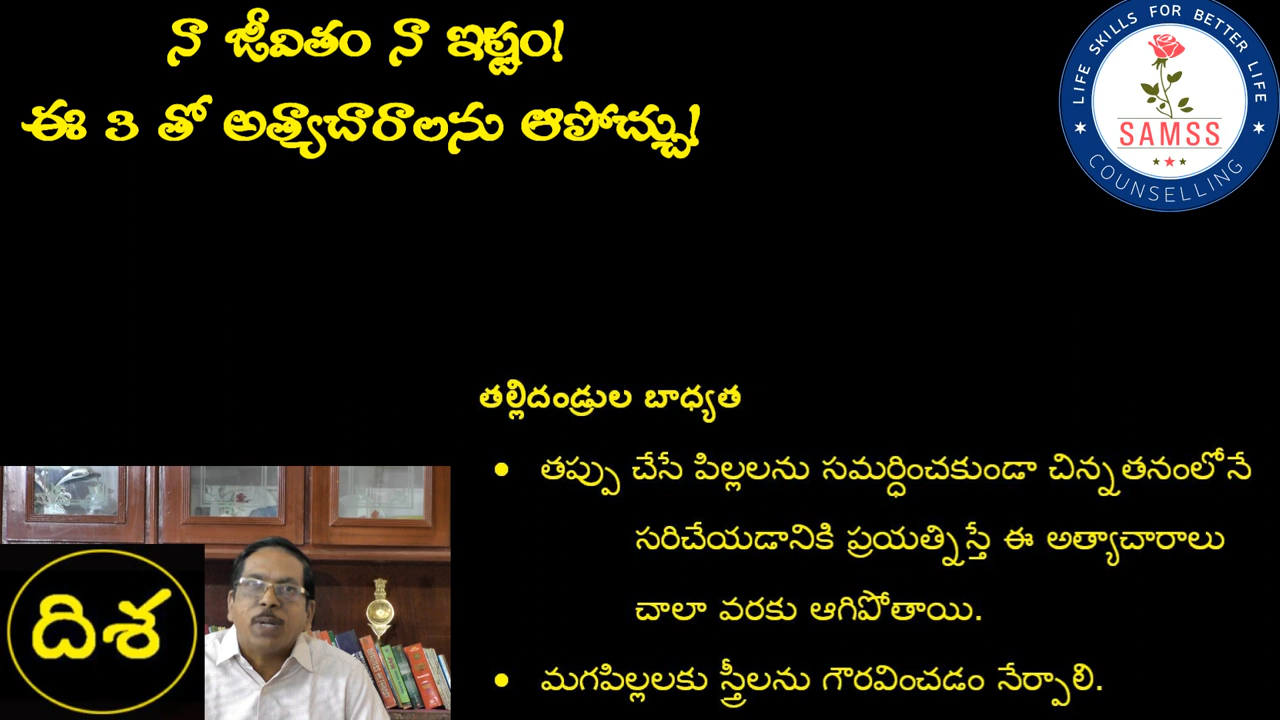 నా జీవితం నా ఇష్టం!
ఈ 3 తో అత్యాచారాలను ఆపోచ్చు!
LIFE SKILLS FOR BETTER LIFE
SAMSS
COUNSELLING
తల్లిదండ్రుల బాధ్యత
• తప్పు చేసే పిల్లలను సమర్ధించకుండా చిన్నతనంలోనే
సరిచేయడానికి ప్రయత్నిస్తే ఈ అత్యాచారాలు
చాలా వరకు ఆగిపోతాయి.
• మగపిల్లలకు స్త్రీలను గౌరవించడం నేర్పాలి.
దిశ